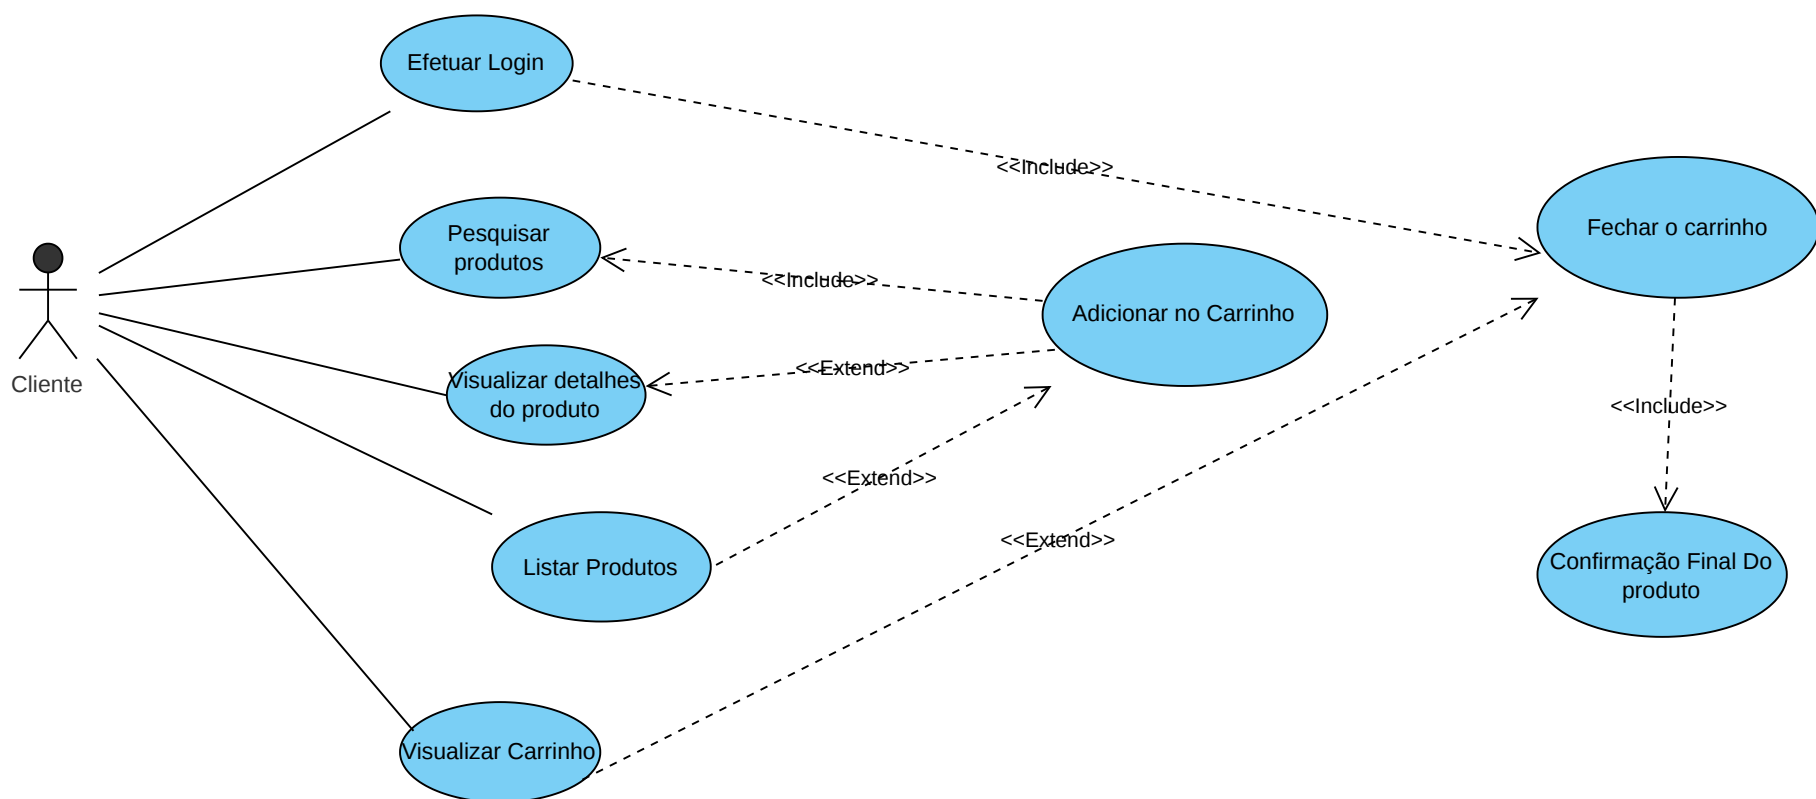 Efetuar Login
<<Include>>
Fechar o carrinho
Pesquisar
produtos
<<Include>>
Adicionar no Carrinho
Cliente
Visualizar detalhes
do produto
<<Extend>>
<<Include>>
<<Extend>>
Listar Produtos
<<Extend>>
Confirmação Final Do
produto
Visualizar Carrinho